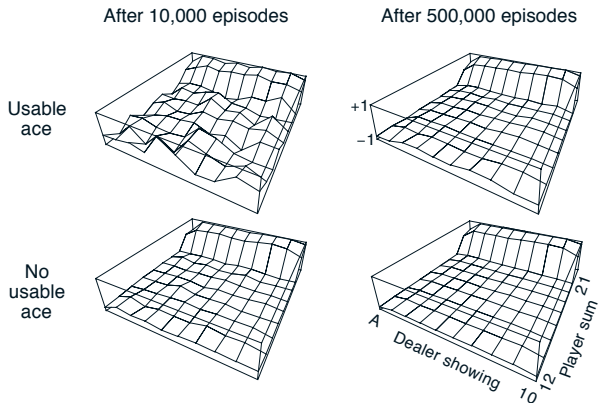 After 10,000 episodes
After 500,000 episodes
Usable
ace
+1
−1
No
usable
ace
A
Dealer showing
10
12
Player sum
21